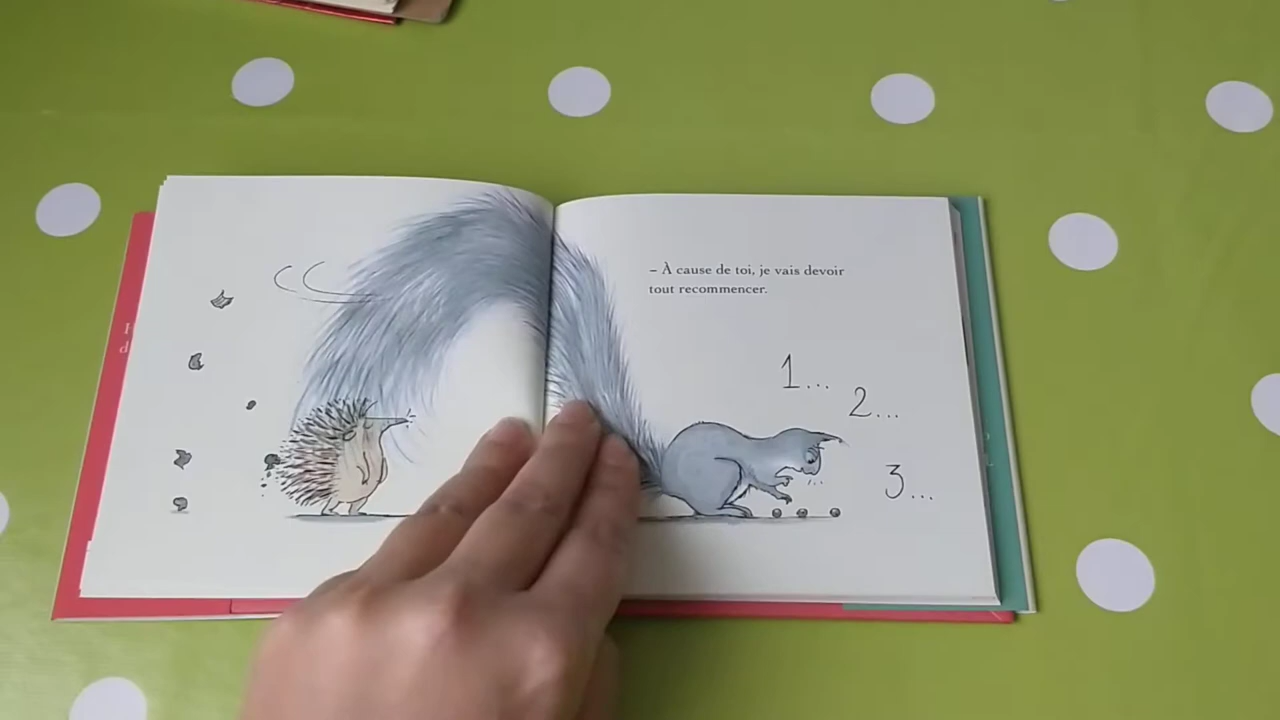 – À cause de toi, je vais devoir
tout recommencer.
1...
2...
3...